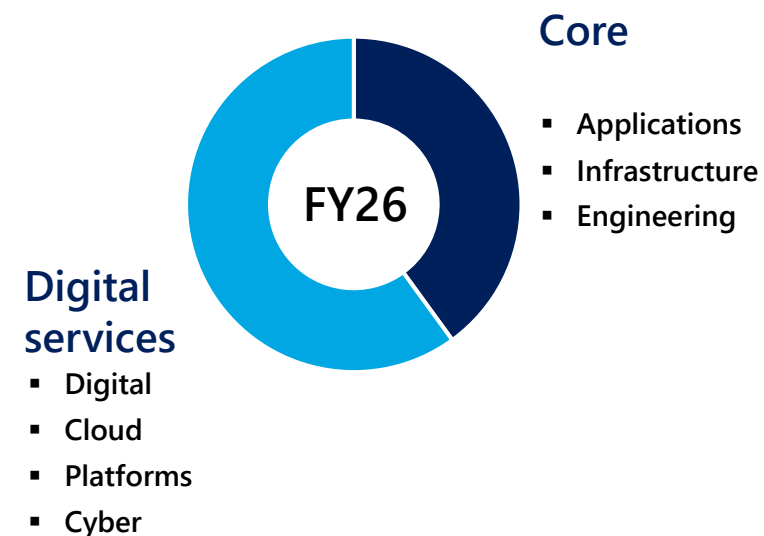 Core
▪ Applications
▪ Infrastructure
▪ Engineering
FY26
Digital
services
▪ Digital
▪ Cloud
▪ Platforms
▪ Cyber